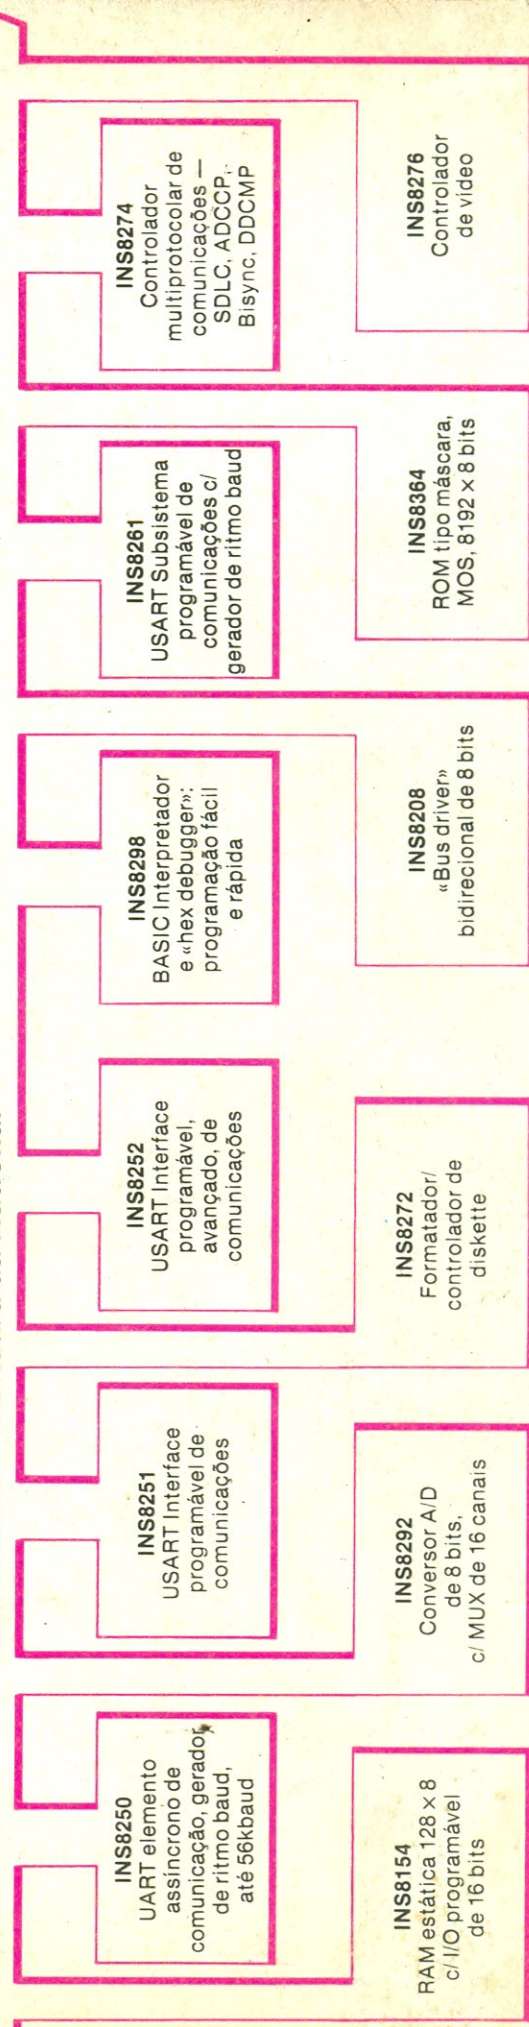 INS8250
UART elemento
assíncrono de
comunicação, gerador
de ritmo baud,
até 56kbaud
INS8251
USART Interface
programável de
comunicações
INS8252
USART Interface
programável,
avançado, de
comunicações
INS8298
BASIC Interpretador
e «hex debugger»:
programação fácil
e rápida
INS8261
USART Subsistema
programável de
comunicações c/
gerador de ritmo baud
INS8274
Controlador
multiprotocolar de
comunicações —
SDLC, ADCCP,
Bisync, DDCMP
INS8154
RAM estática 128 × 8
c/ I/O programável
de 16 bits
INS8292
Conversor A/D
de 8 bits,
c/ MUX de 16 canais
INS8272
Formatador/
controlador de
diskette
INS8208
«Bus driver»
bidirecional de 8 bits
INS8364
ROM tipo máscara,
MOS, 8192 × 8 bits
INS8276
Controlador
de video